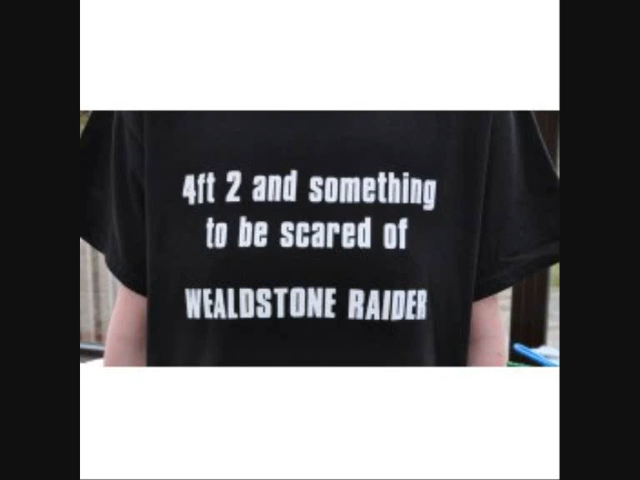 4ft 2 and something
to be scared of
WEALDSTONE RAIDER